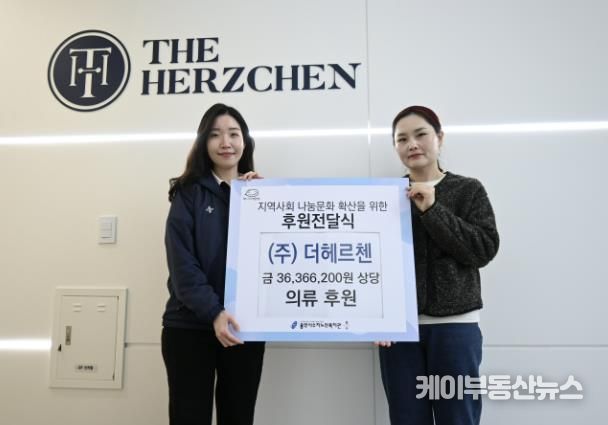 TH
THE
HERZCHEN
지역사회 나눔문화 확산을 위한
후원전달식
(주) 더헤르첸
금 36,366,200원 상당
의류 후원
케이부동산뉴스